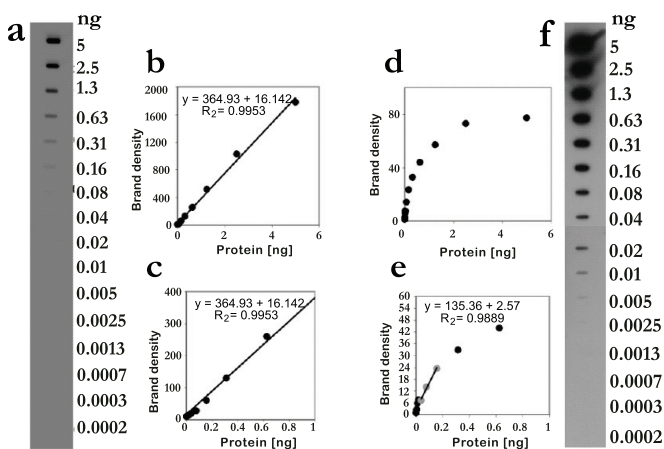 a
ng
5
2.5
1.3
0.63
0.31
0.16
0.08
0.04
0.02
0.01
0.005
0.0025
0.0013
0.0007
0.0003
0.0002
b
Brand density
2000
1600
1200
800
400
0
y = 364.93 + 16.142
R2= 0.9953
0 2 4 6
Protein [ng]
c
Brand density
400
300
200
100
0
y = 364.93 + 16.142
R2= 0.9953
0 0.2 0.4 0.6 0.8 1
Protein [ng]
d
Brand density
80
40
0
0 2 4 6
Protein [ng]
e
Brand density
60
54
48
42
36
30
24
18
12
6
0
y = 135.36 + 2.57
R2= 0.9889
0 0.2 0.4 0.6 0.8 1
Protein [ng]
f
ng
5
2.5
1.3
0.63
0.31
0.16
0.08
0.04
0.02
0.01
0.005
0.0025
0.0013
0.0007
0.0003
0.0002